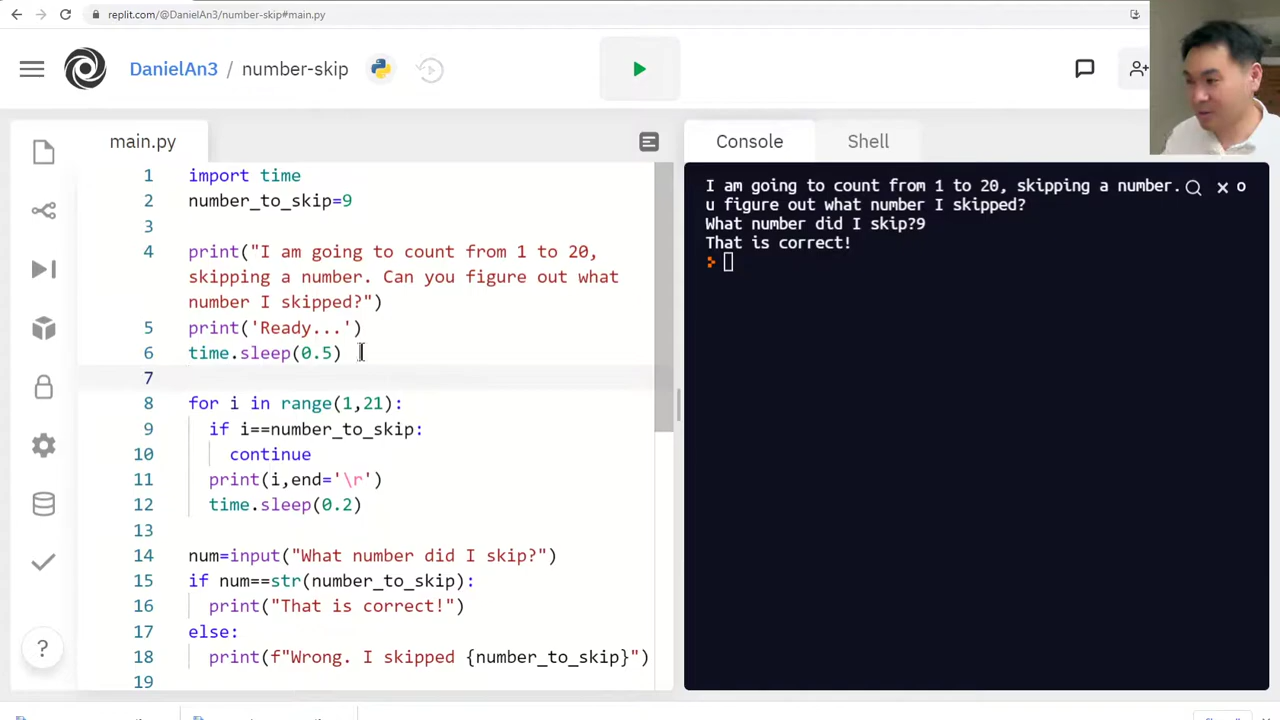 replit.com/@DanielAn3/number-skip#main.py
DanielAn3 / number-skip
main.py
Console
Shell
1 import time
2 number_to_skip=9
3
4 print("I am going to count from 1 to 20,
skipping a number. Can you figure out what
number I skipped?")
5 print('Ready...')
6 time.sleep(0.5)
7
8 for i in range(1,21):
9 if i==number_to_skip:
10 continue
11 print(i,end='\r')
12 time.sleep(0.2)
13
14 num=input("What number did I skip?")
15 if num==str(number_to_skip):
16 print("That is correct!")
17 else:
18 print(f"Wrong. I skipped {number_to_skip}")
19
?
I am going to count from 1 to 20, skipping a number. o
u figure out what number I skipped?
What number did I skip?9
That is correct!